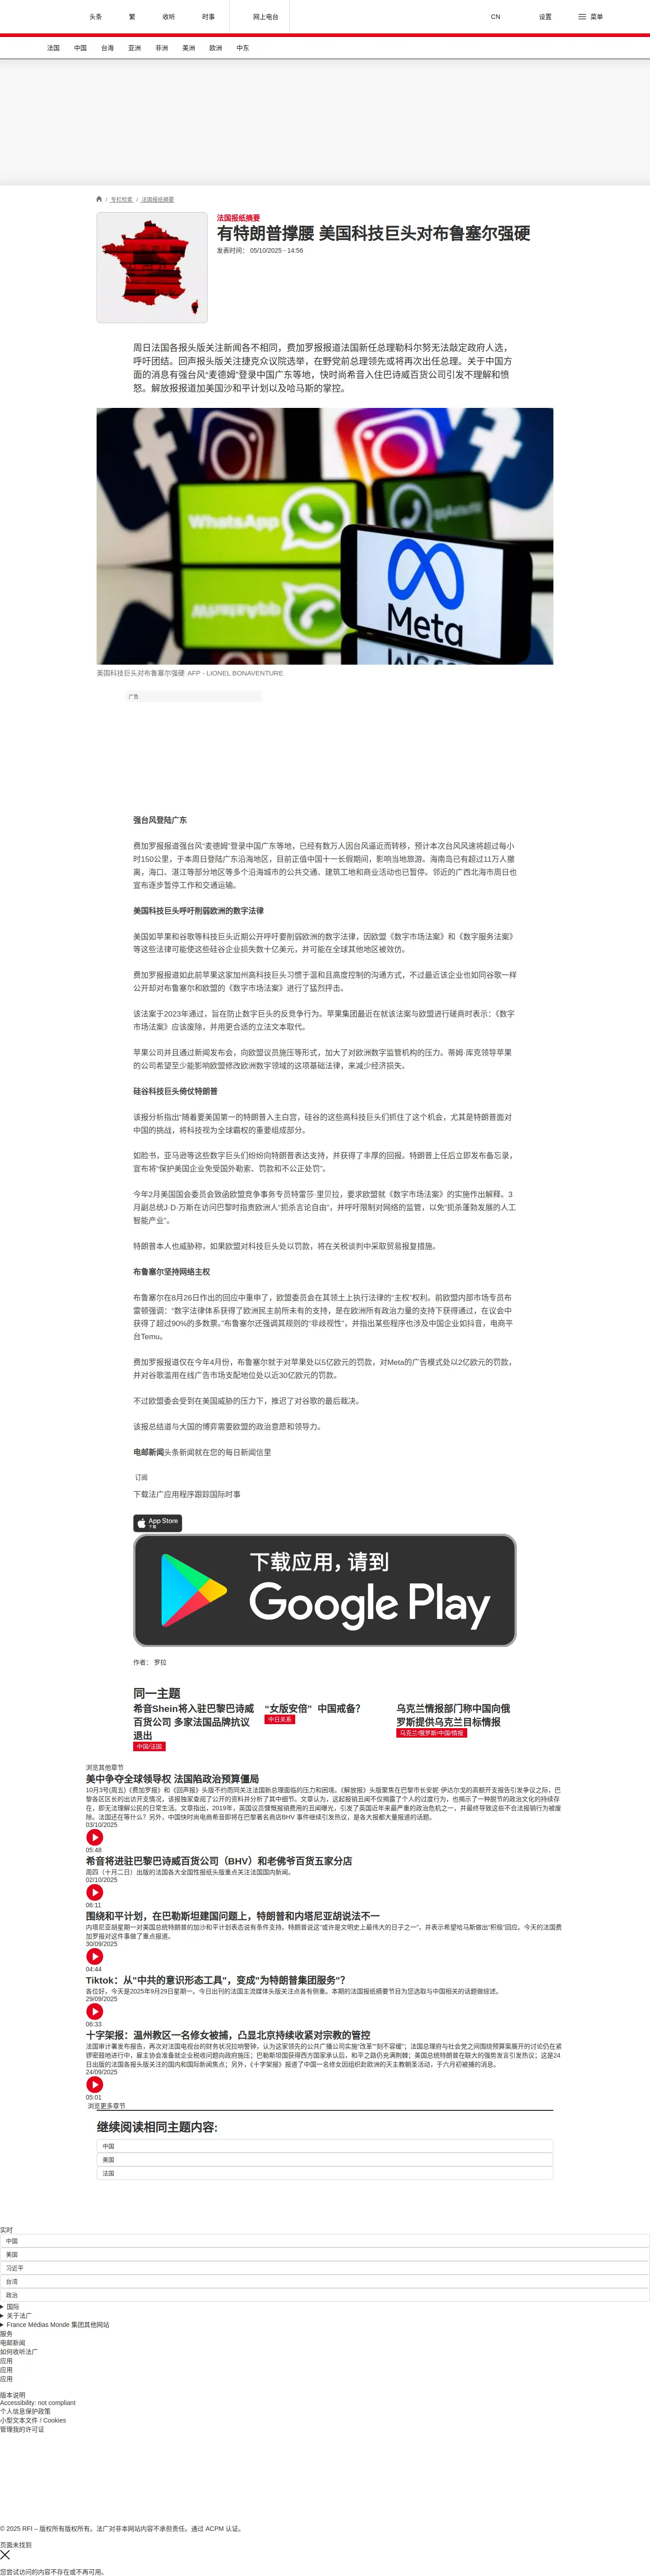 头条
繁
收听
时事
网上电台
CN
设置
菜单
法国
中国
台海
亚洲
非洲
美洲
欧洲
中东
/ 专栏检索 / 法国报纸摘要
法国报纸摘要
有特朗普撑腰 美国科技巨头对布鲁塞尔强硬
发表时间： 05/10/2025 - 14:56
周日法国各报头版关注新闻各不相同，费加罗报报道法国新任总理勒科尔努无法敲定政府人选，
呼吁团结。回声报头版关注捷克众议院选举，在野党前总理领先或将再次出任总理。关于中国方
面的消息有强台风“麦德姆”登录中国广东等地，快时尚希音入住巴诗威百货公司引发不理解和愤
怒。解放报报道加美国沙和平计划以及哈马斯的掌控。
WhatsApp
Meta
美国科技巨头对布鲁塞尔强硬 AFP - LIONEL BONAVENTURE
广告
强台风登陆广东
费加罗报报道强台风“麦德姆”登录中国广东等地，已经有数万人因台风逼近而转移，预计本次台风风速将超过每小
时150公里，于本周日登陆广东沿海地区，目前正值中国十一长假期间，影响当地旅游。海南岛已有超过11万人撤
离，海口、湛江等部分地区等多个沿海城市的公共交通、建筑工地和商业活动也已暂停。邻近的广西北海市周日也
宣布逐步暂停工作和交通运输。
美国科技巨头呼吁削弱欧洲的数字法律
美国如苹果和谷歌等科技巨头近期公开呼吁要削弱欧洲的数字法律，因欧盟《数字市场法案》和《数字服务法案》
等这些法律可能使这些硅谷企业损失数十亿美元，并可能在全球其他地区被效仿。
费加罗报报道如此前苹果这家加州高科技巨头习惯于温和且高度控制的沟通方式，不过最近该企业也如同谷歌一样
公开却对布鲁塞尔和欧盟的《数字市场法案》进行了猛烈抨击。
该法案于2023年通过，旨在防止数字巨头的反竞争行为。苹果集团最近在就该法案与欧盟进行磋商时表示：《数字
市场法案》应该废除，并用更合适的立法文本取代。
苹果公司并且通过新闻发布会，向欧盟议员施压等形式，加大了对欧洲数字监管机构的压力。蒂姆·库克领导苹果
的公司希望至少能影响欧盟修改欧洲数字领域的这项基础法律，来减少经济损失。
硅谷科技巨头倚仗特朗普
该报分析指出“随着要美国第一的特朗普入主白宫，硅谷的这些高科技巨头们抓住了这个机会，尤其是特朗普面对
中国的挑战，将科技视为全球霸权的重要组成部分。
如脸书，亚马逊等这些数字巨头们纷纷向特朗普表达支持，并获得了丰厚的回报。特朗普上任后立即发布备忘录，
宣布将“保护美国企业免受国外勒索、罚款和不公正处罚”。
今年2月美国国会委员会致函欧盟竞争事务专员特雷莎·里贝拉，要求欧盟就《数字市场法案》的实施作出解释。3
月副总统J·D·万斯在访问巴黎时指责欧洲人“扼杀言论自由”，并呼吁限制对网络的监管，以免“扼杀蓬勃发展的人工
智能产业”。
特朗普本人也威胁称，如果欧盟对科技巨头处以罚款，将在关税谈判中采取贸易报复措施。
布鲁塞尔坚持网络主权
布鲁塞尔在8月26日作出的回应中重申了，欧盟委员会在其领土上执行法律的“主权”权利。前欧盟内部市场专员布
雷顿强调：“数字法律体系获得了欧洲民主前所未有的支持，是在欧洲所有政治力量的支持下获得通过，在议会中
获得了超过90%的多数票。”布鲁塞尔还强调其规则的“非歧视性”，并指出某些程序也涉及中国企业如抖音，电商平
台Temu。
费加罗报报道仅在今年4月份，布鲁塞尔就于对苹果处以5亿欧元的罚款，对Meta的广告模式处以2亿欧元的罚款，
并对谷歌滥用在线广告市场支配地位处以近30亿欧元的罚款。
不过欧盟委会受到在美国威胁的压力下，推迟了对谷歌的最后裁决。
该报总结道与大国的博弈需要欧盟的政治意愿和领导力。
电邮新闻头条新闻就在您的每日新闻信里
订阅
下载法广应用程序跟踪国际时事
App Store
下载
下载应用，请到
Google Play
作者： 罗拉
同一主题
希音Shein将入驻巴黎巴诗威
百货公司 多家法国品牌抗议
退出
中国/法国
“女版安倍” 中国戒备?
中日关系
乌克兰情报部门称中国向俄
罗斯提供乌克兰目标情报
乌克兰/俄罗斯/中国/情报
浏览其他章节
美中争夺全球领导权 法国陷政治预算僵局
10月3号(周五)《费加罗报》和《回声报》头版不约而同关注法国新总理面临的压力和困境。《解放报》头版聚焦在巴黎市长安妮·伊达尔戈的高额开支报告引发争议之际，巴
黎各区区长的出访开支情况，该报独家查阅了公开的资料并分析了其中细节。文章认为，这起报销丑闻不仅揭露了个人的过度行为，也揭示了一种脱节的政治文化的持续存
在，即无法理解公民的日常生活。文章指出，2019年，英国议员慷慨报销费用的丑闻曝光，引发了英国近年来最严重的政治危机之一，并最终导致这些不合法报销行为被废
除。法国还在等什么？另外，中国快时尚电商希音即将在巴黎著名商店BHV 事件继续引发热议，是各大报都大量报道的话题。
03/10/2025
05:48
希音将进驻巴黎巴诗威百货公司（BHV）和老佛爷百货五家分店
周四（十月二日）出版的法国各大全国性报纸头版重点关注法国国内新闻。
02/10/2025
06:11
围绕和平计划，在巴勒斯坦建国问题上，特朗普和内塔尼亚胡说法不一
内塔尼亚胡星期一对美国总统特朗普的加沙和平计划表态说有条件支持。特朗普说这“或许是文明史上最伟大的日子之一”，并表示希望哈马斯做出“积极”回应。今天的法国费
加罗报对这件事做了重点报道。
30/09/2025
04:44
Tiktok：从"中共的意识形态工具"，变成"为特朗普集团服务"？
各位好，今天是2025年9月29日星期一。今日出刊的法国主流媒体头版关注点各有侧重。本期的法国报纸摘要节目为您选取与中国相关的话题做综述。
29/09/2025
06:33
十字架报：温州教区一名修女被捕，凸显北京持续收紧对宗教的管控
法国审计署发布报告，再次对法国电视台的财务状况拉响警钟，认为这家领先的公共广播公司实施“改革”“刻不容缓”；法国总理府与社会党之间围绕预算案展开的讨论仍在紧
锣密鼓地进行中，雇主协会准备就企业税收问题向政府施压；巴勒斯坦国获得西方国家承认后，和平之路仍充满荆棘；美国总统特朗普在联大的强势发言引发热议；这是24
日出版的法国各报头版关注的国内和国际新闻焦点；另外，《十字架报》报道了中国一名修女因组织赴欧洲的天主教朝圣活动，于六月初被捕的消息。
24/09/2025
05:01
浏览更多章节
继续阅读相同主题内容:
中国
美国
法国
实时
中国
美国
习近平
台湾
政治
国际
关于法广
France Médias Monde 集团其他网站
服务
电邮新闻
如何收听法广
应用
应用
应用
版本说明
Accessibility: not compliant
个人信息保护政策
小型文本文件 / Cookies
管理我的许可证
© 2025 RFI – 版权所有版权所有。法广对非本网站内容不承担责任。通过 ACPM 认证。
页面未找到
您尝试访问的内容不存在或不再可用。